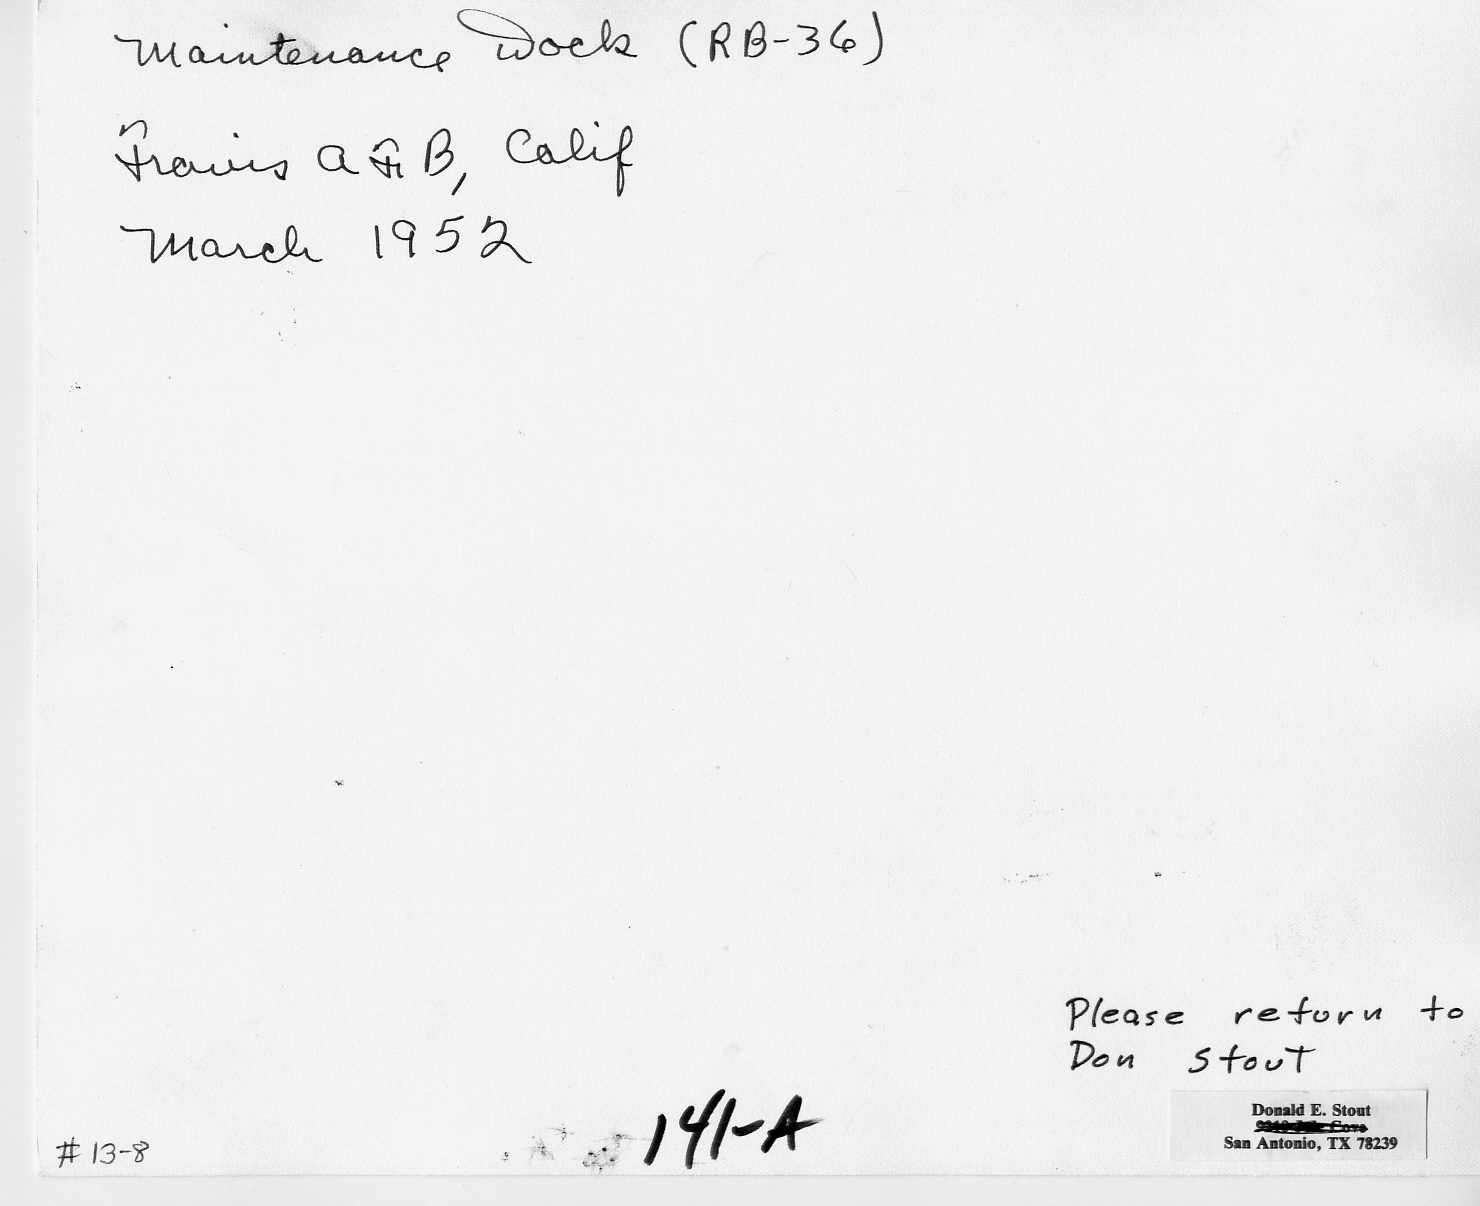 Maintenance Dock (RB-36)
Travis AFB, Calif
March 1952
Please return to
Don Stout
Donald E. Stout
San Antonio, TX 78239
141-A
# 13-8